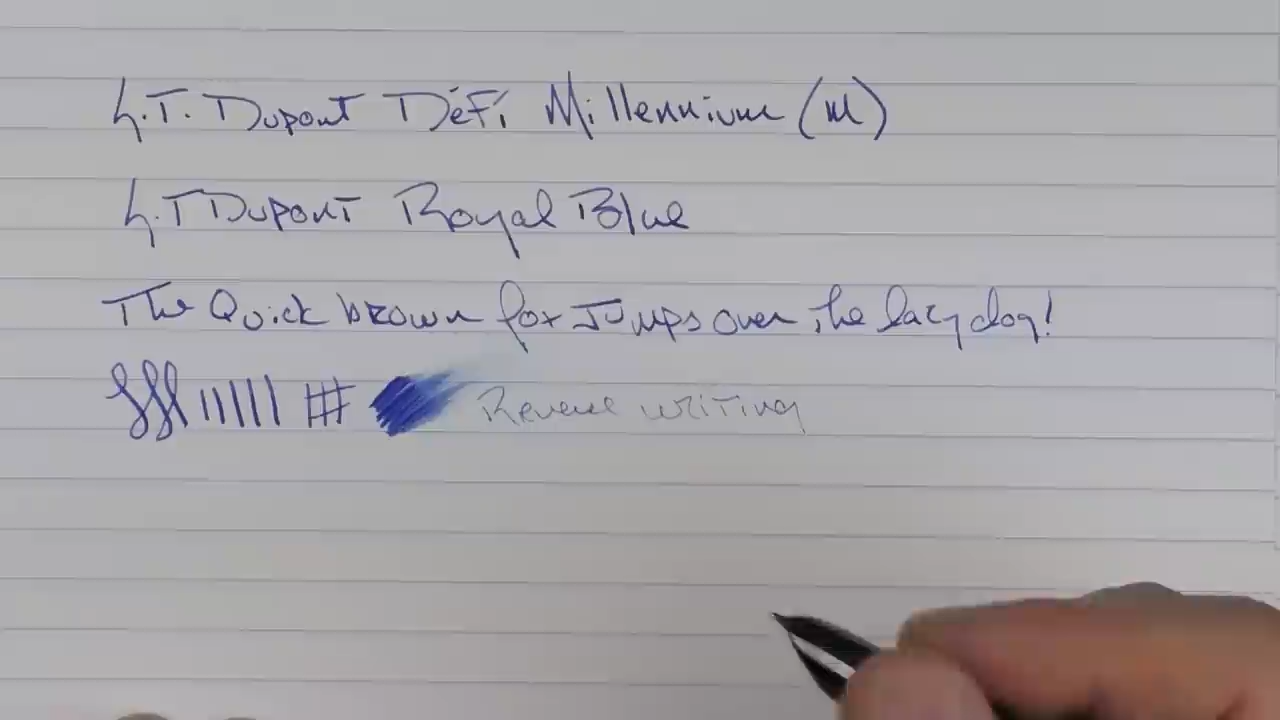 S.T. Dupont DéFi Millennium (M)
S.T Dupont Royal Blue
The Quick brown fox Jumps over the lazy dog!
Reverse writing